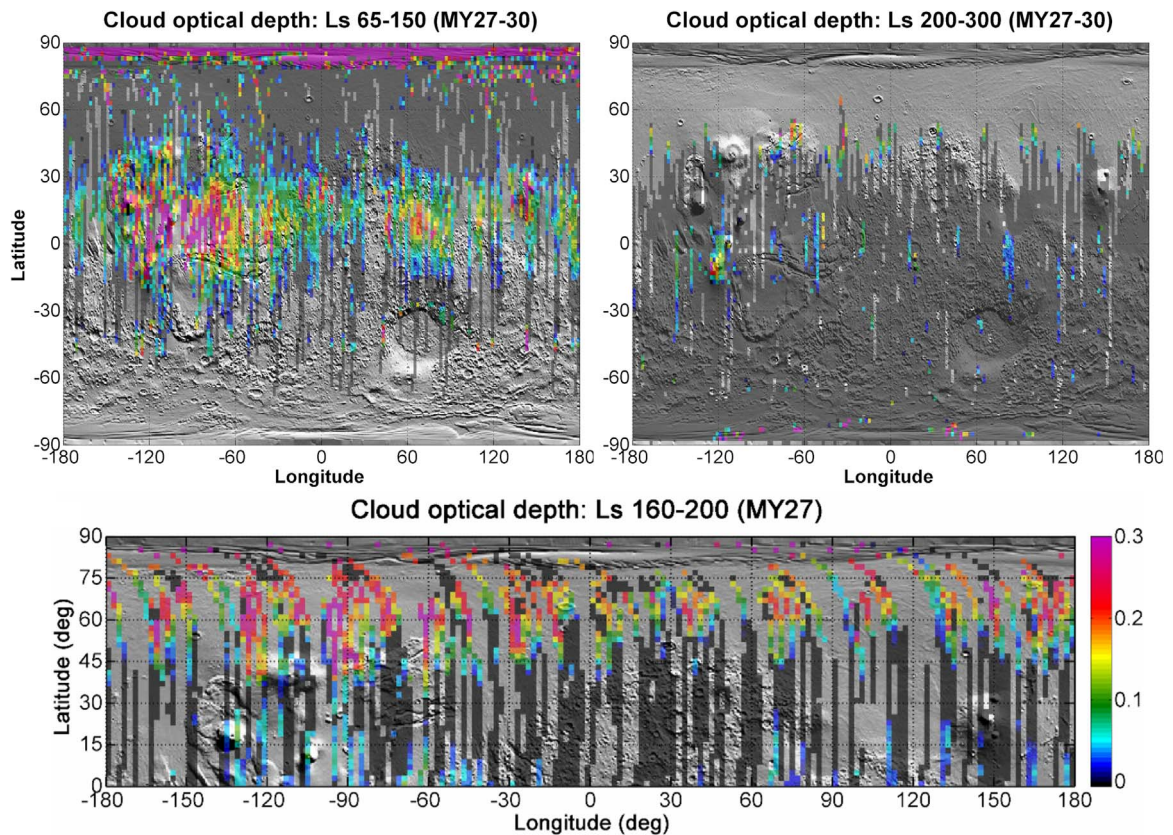 Cloud optical depth: Ls 65-150 (MY27-30)
90
60
30
0
-30
-60
-90
Latitude
-180 -120 -60 0 60 120 180
Longitude
Cloud optical depth: Ls 200-300 (MY27-30)
90
60
30
0
-30
-60
-90
-180 -120 -60 0 60 120 180
Longitude
Cloud optical depth: Ls 160-200 (MY27)
90
75
60
45
30
15
0
Latitude (deg)
-180 -150 -120 -90 -60 -30 0 30 60 90 120 150 180
Longitude (deg)
0.3
0.2
0.1
0